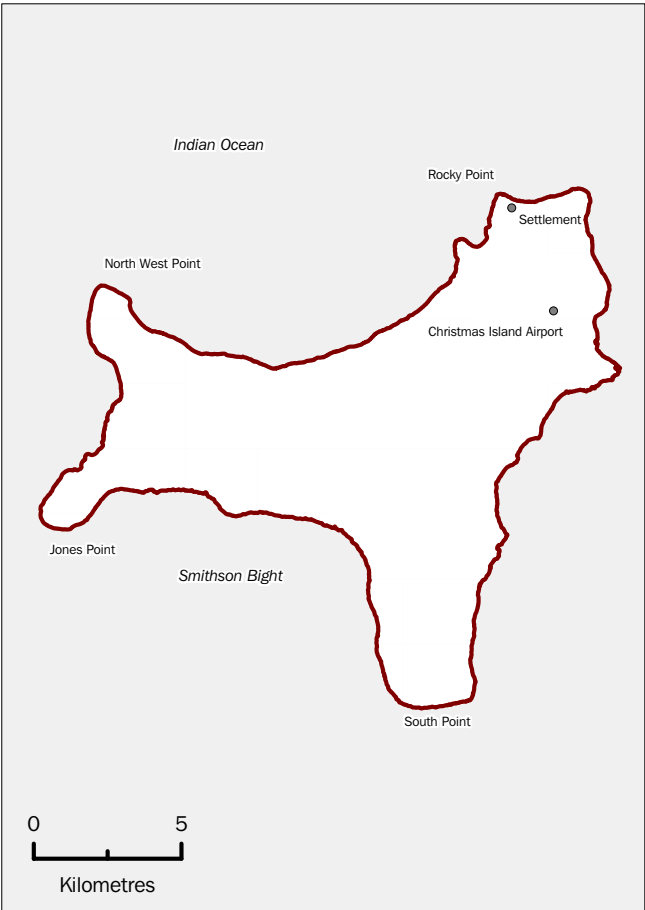 Indian Ocean
Rocky Point
Settlement
North West Point
Christmas Island Airport
Jones Point
Smithson Bight
South Point
0 5
Kilometres